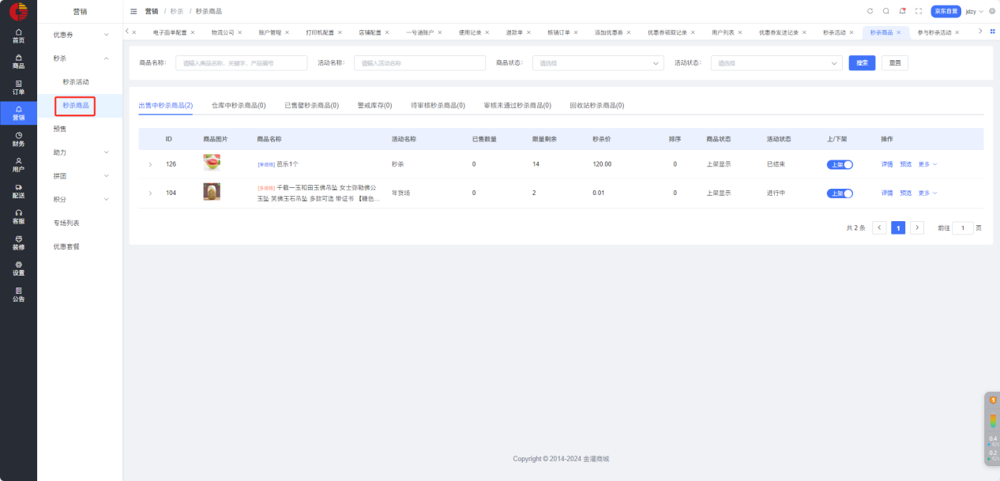 营销
营销 / 秒杀 / 秒杀商品
京东自营 jdzy
首页
商品
订单
营销
财务
用户
配送
客服
装修
设置
公告
优惠券
秒杀
秒杀活动
秒杀商品
预售
助力
拼团
积分
专场列表
优惠套餐
电子面单配置 × 物流公司 × 账户管理 × 打印机配置 × 店铺配置 × 一号通账户 × 使用记录 × 退款单 × 核销订单 × 添加优惠券 × 优惠券领取记录 × 用户列表 × 优惠券发送记录 × 秒杀活动 × 秒杀商品 × 参与秒杀活动 ×
商品名称： 请输入商品名称、关键字、产品编号 活动名称： 请输入活动名称 商品状态： 请选择 活动状态： 请选择 搜索 重置
出售中秒杀商品(2) 仓库中秒杀商品(0) 已售罄秒杀商品(0) 警戒库存(0) 待审核秒杀商品(0) 审核未通过秒杀商品(0) 回收站秒杀商品(0)
ID 商品图片 商品名称 活动名称 已售数量 限量剩余 秒杀价 排序 商品状态 活动状态 上/下架 操作
126 [单规格] 芭乐1个 秒杀 0 14 120.00 0 上架显示 已结束 上架 详情 预览 更多
104 [多规格] 千载一玉和田玉佛吊坠 女士弥勒佛公
玉坠 笑佛玉石吊坠 多款可选 带证书 【糖色... 年货场 0 2 0.01 0 上架显示 进行中 上架 详情 预览 更多
共 2 条 1 前往 1 页
Copyright © 2014-2024 金灌商城
0.4
0.2